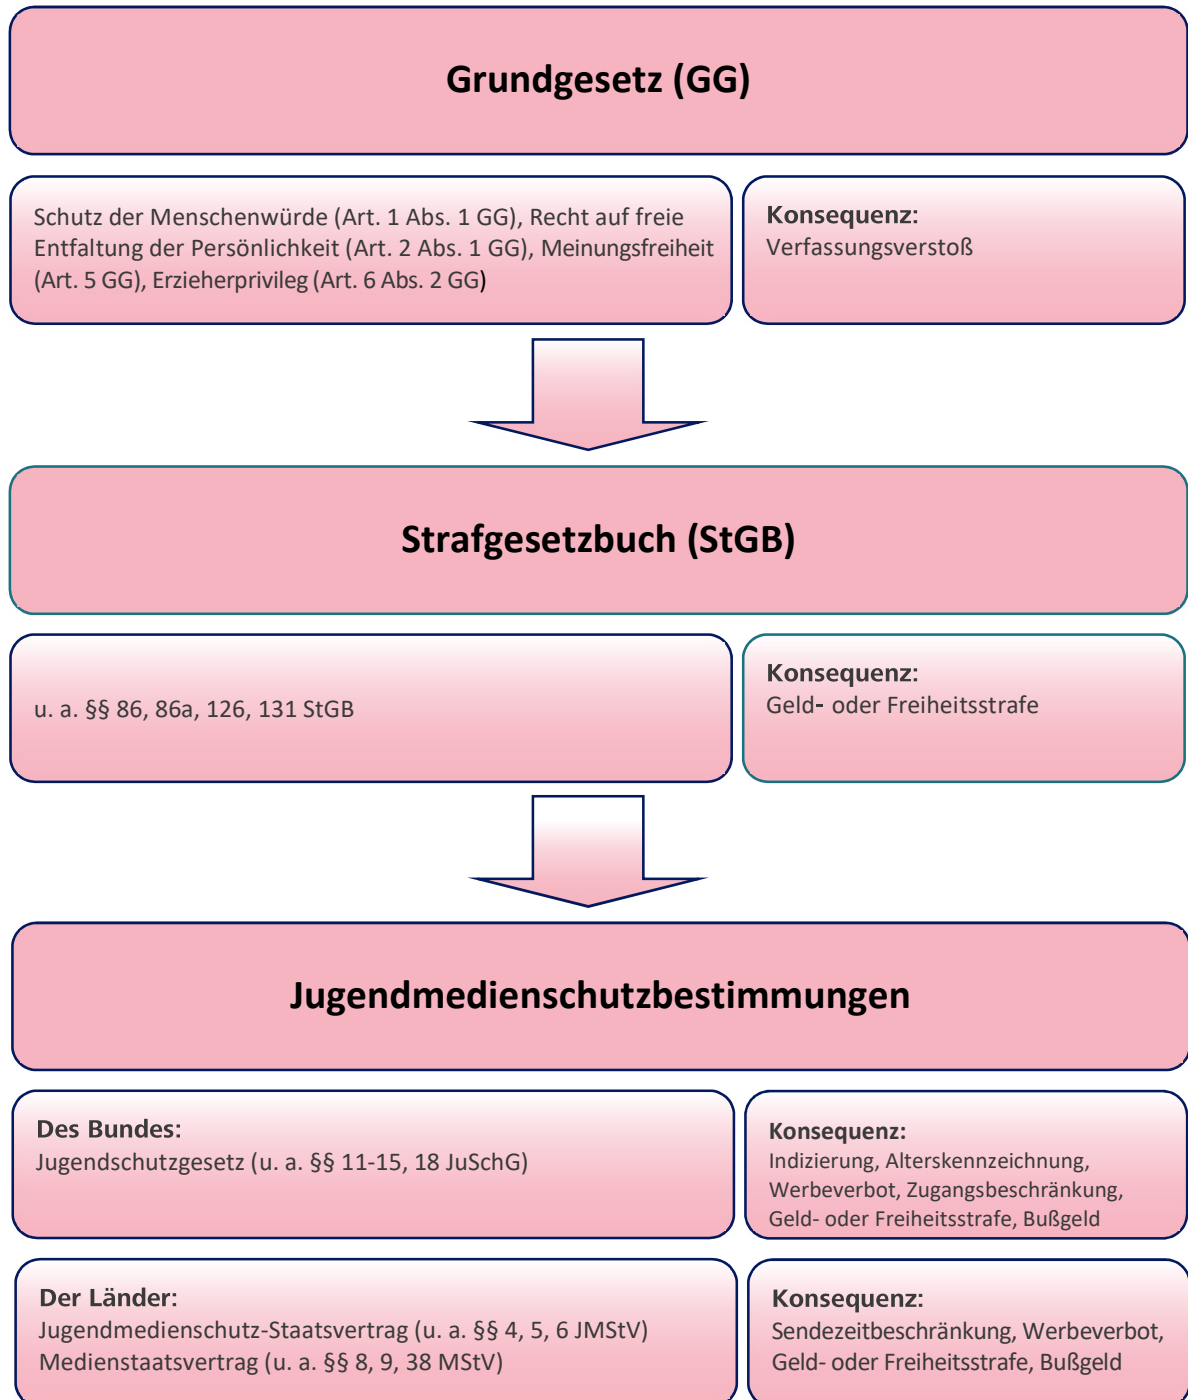 Grundgesetz (GG)
Schutz der Menschenwürde (Art. 1 Abs. 1 GG), Recht auf freie
Entfaltung der Persönlichkeit (Art. 2 Abs. 1 GG), Meinungsfreiheit
(Art. 5 GG), Erzieherprivileg (Art. 6 Abs. 2 GG)
Konsequenz:
Verfassungsverstoß
Strafgesetzbuch (StGB)
u. a. §§ 86, 86a, 126, 131 StGB
Konsequenz:
Geld- oder Freiheitsstrafe
Jugendmedienschutzbestimmungen
Des Bundes:
Jugendschutzgesetz (u. a. §§ 11-15, 18 JuSchG)
Konsequenz:
Indizierung, Alterskennzeichnung,
Werbeverbot, Zugangsbeschränkung,
Geld- oder Freiheitsstrafe, Bußgeld
Der Länder:
Jugendmedienschutz-Staatsvertrag (u. a. §§ 4, 5, 6 JMStV)
Medienstaatsvertrag (u. a. §§ 8, 9, 38 MStV)
Konsequenz:
Sendezeitbeschränkung, Werbeverbot,
Geld- oder Freiheitsstrafe, Bußgeld